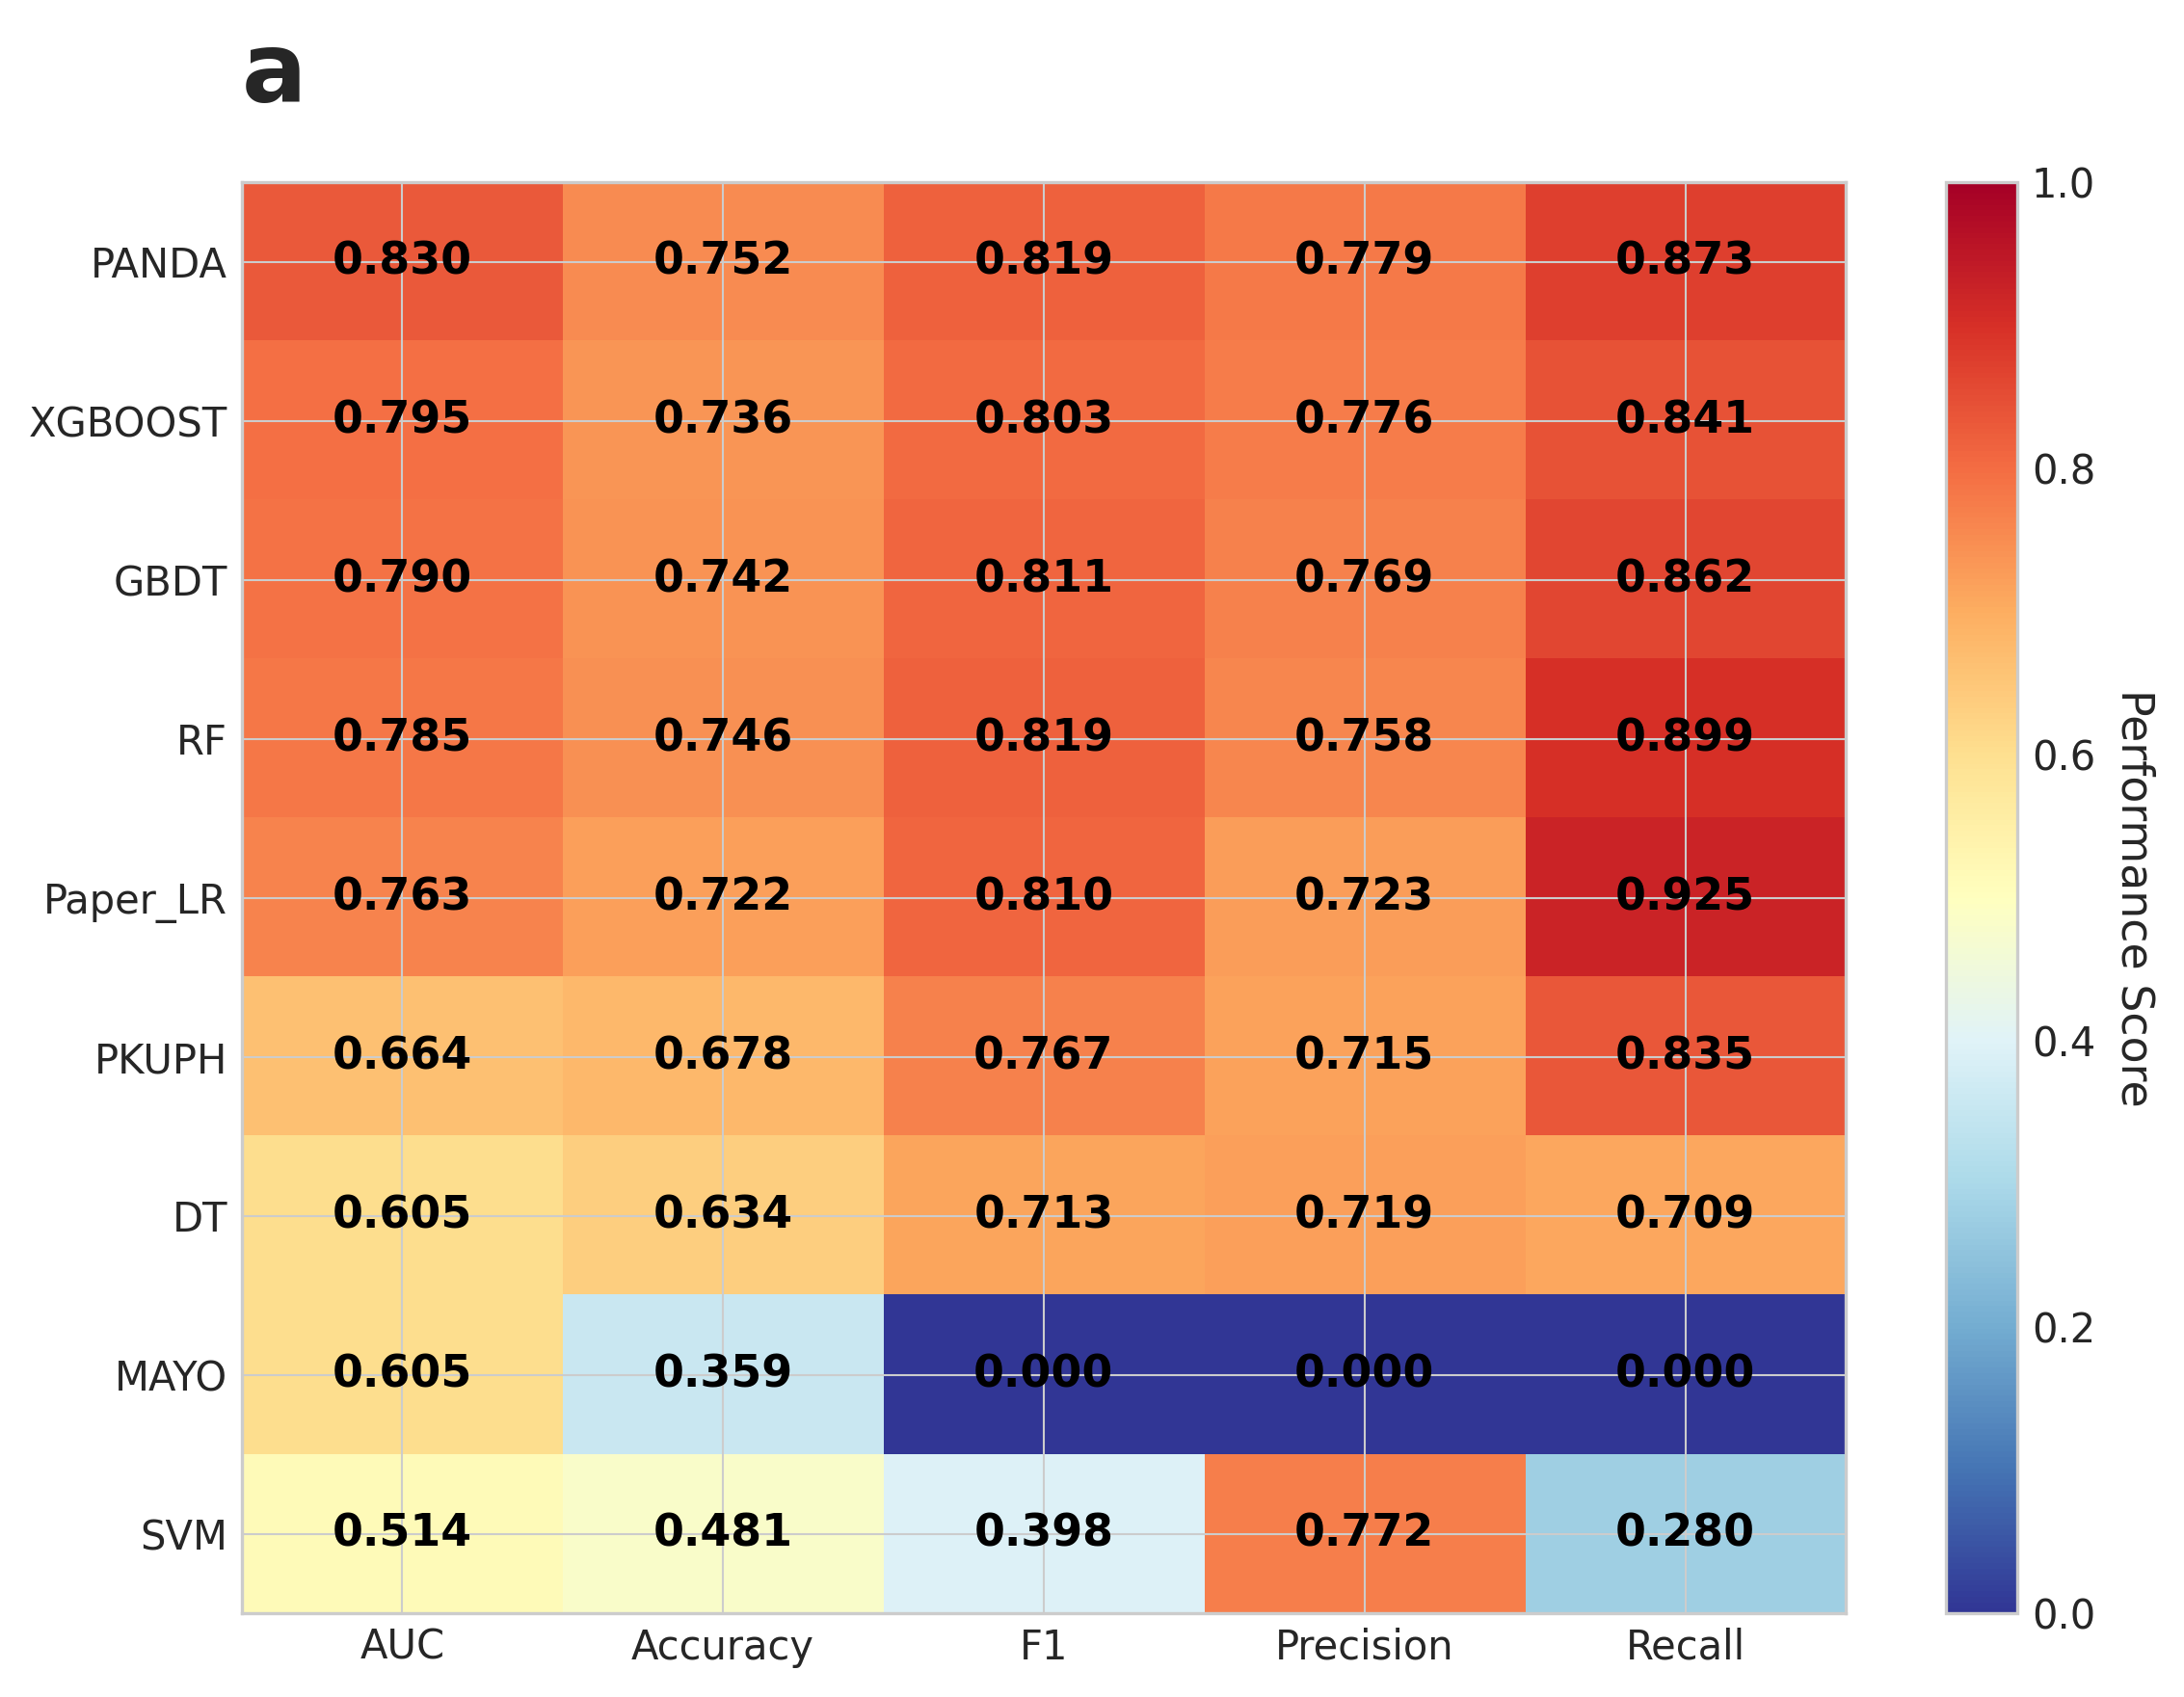 a
PANDA 0.830 0.752 0.819 0.779 0.873
XGBOOST 0.795 0.736 0.803 0.776 0.841
GBDT 0.790 0.742 0.811 0.769 0.862
RF 0.785 0.746 0.819 0.758 0.899
Paper_LR 0.763 0.722 0.810 0.723 0.925
PKUPH 0.664 0.678 0.767 0.715 0.835
DT 0.605 0.634 0.713 0.719 0.709
MAYO 0.605 0.359 0.000 0.000 0.000
SVM 0.514 0.481 0.398 0.772 0.280
AUC Accuracy F1 Precision Recall
1.0
0.8
0.6
0.4
0.2
0.0
Performance Score